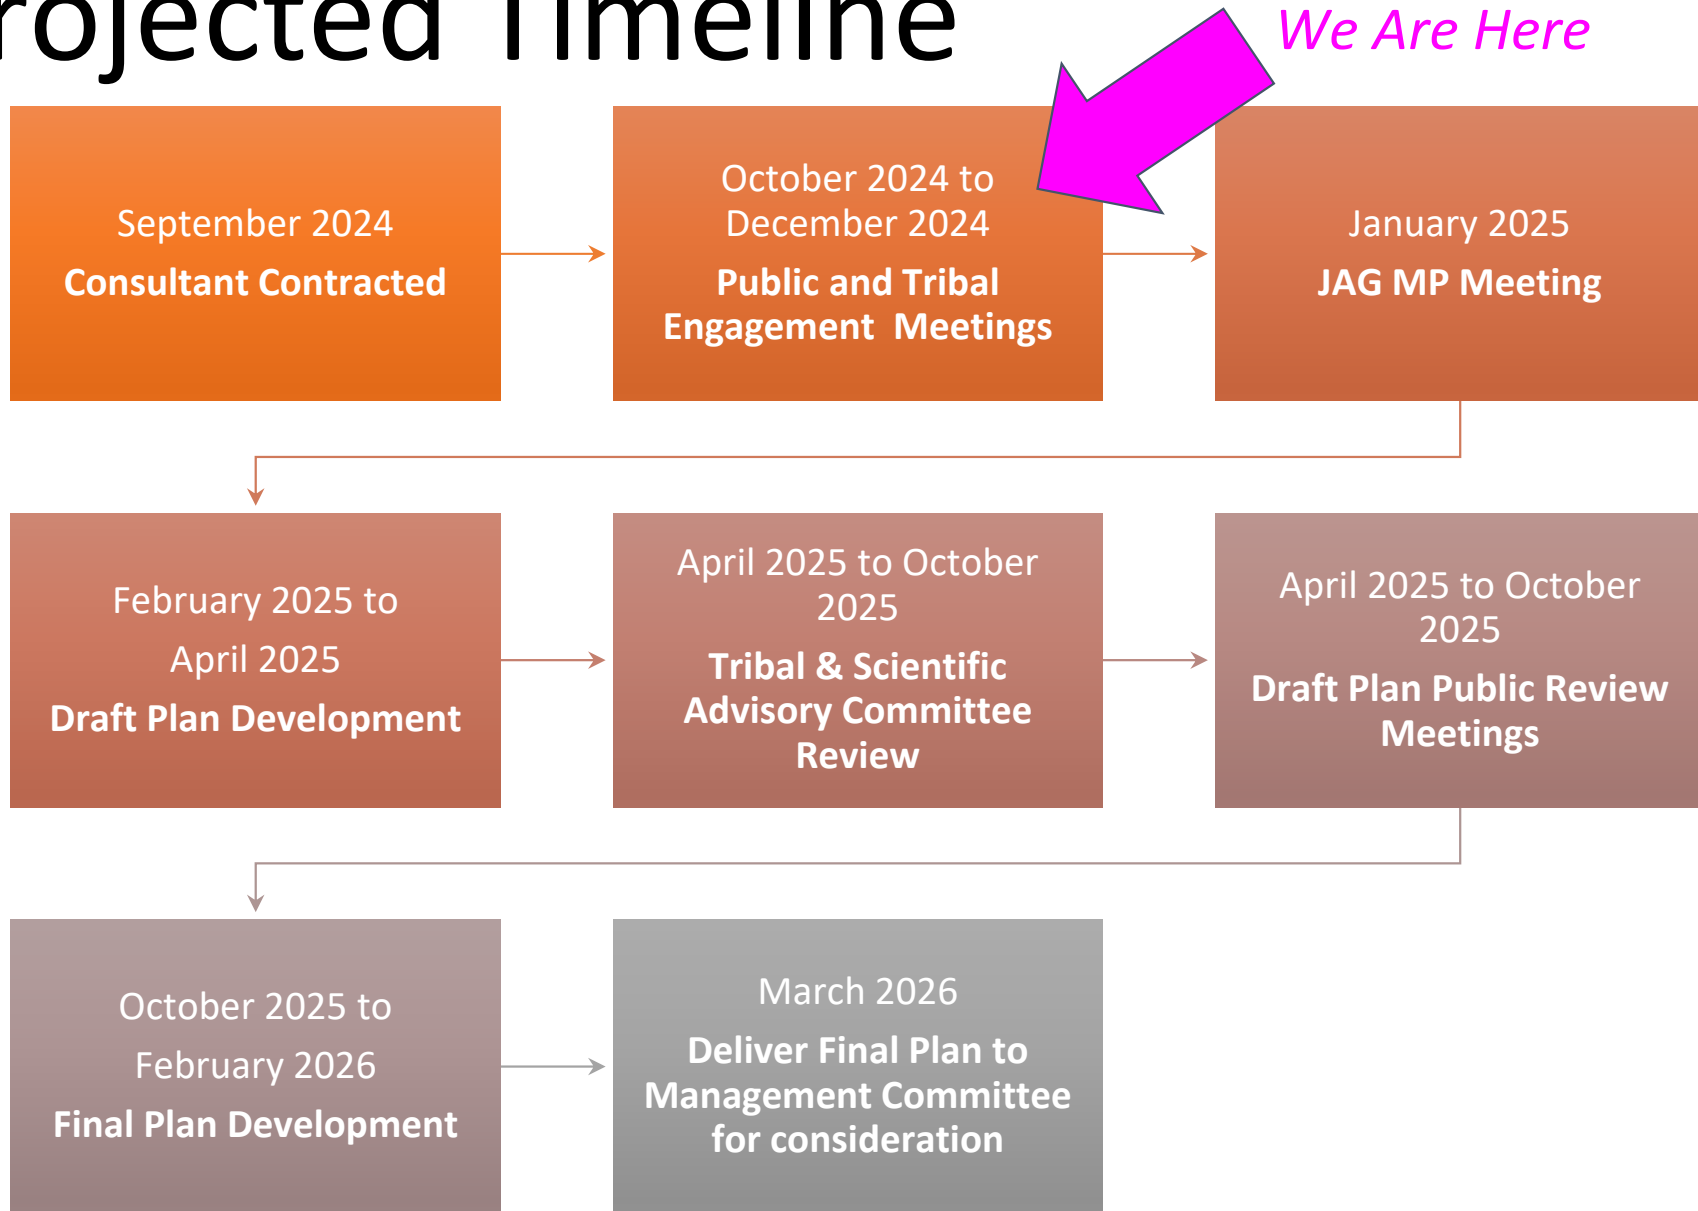 rojected Timeline
We Are Here
September 2024
Consultant Contracted
October 2024 to
December 2024
Public and Tribal
Engagement  Meetings
January 2025
JAG MP Meeting
February 2025 to
April 2025
Draft Plan Development
April 2025 to October
2025
Tribal & Scientific
Advisory Committee
Review
April 2025 to October
2025
Draft Plan Public Review
Meetings
October 2025 to
February 2026
Final Plan Development
March 2026
Deliver Final Plan to
Management Committee
for consideration